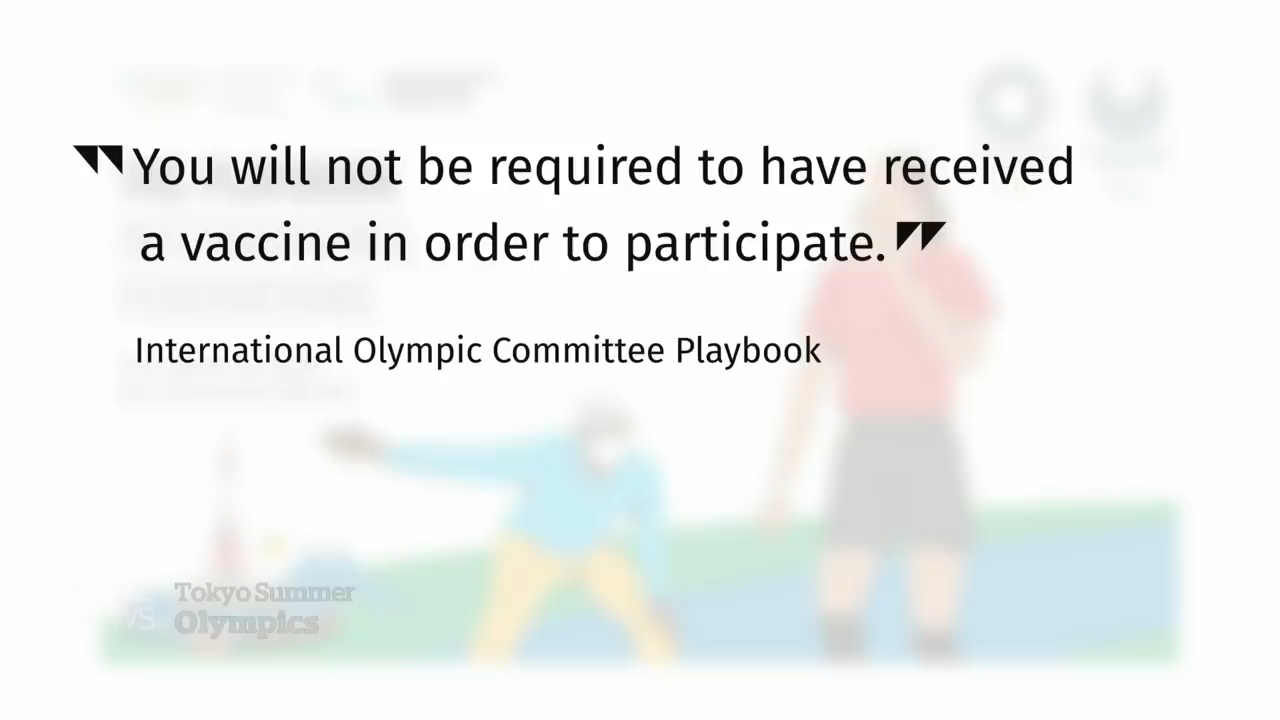 "You will not be required to have received
a vaccine in order to participate."
International Olympic Committee Playbook
Tokyo Summer
Olympics